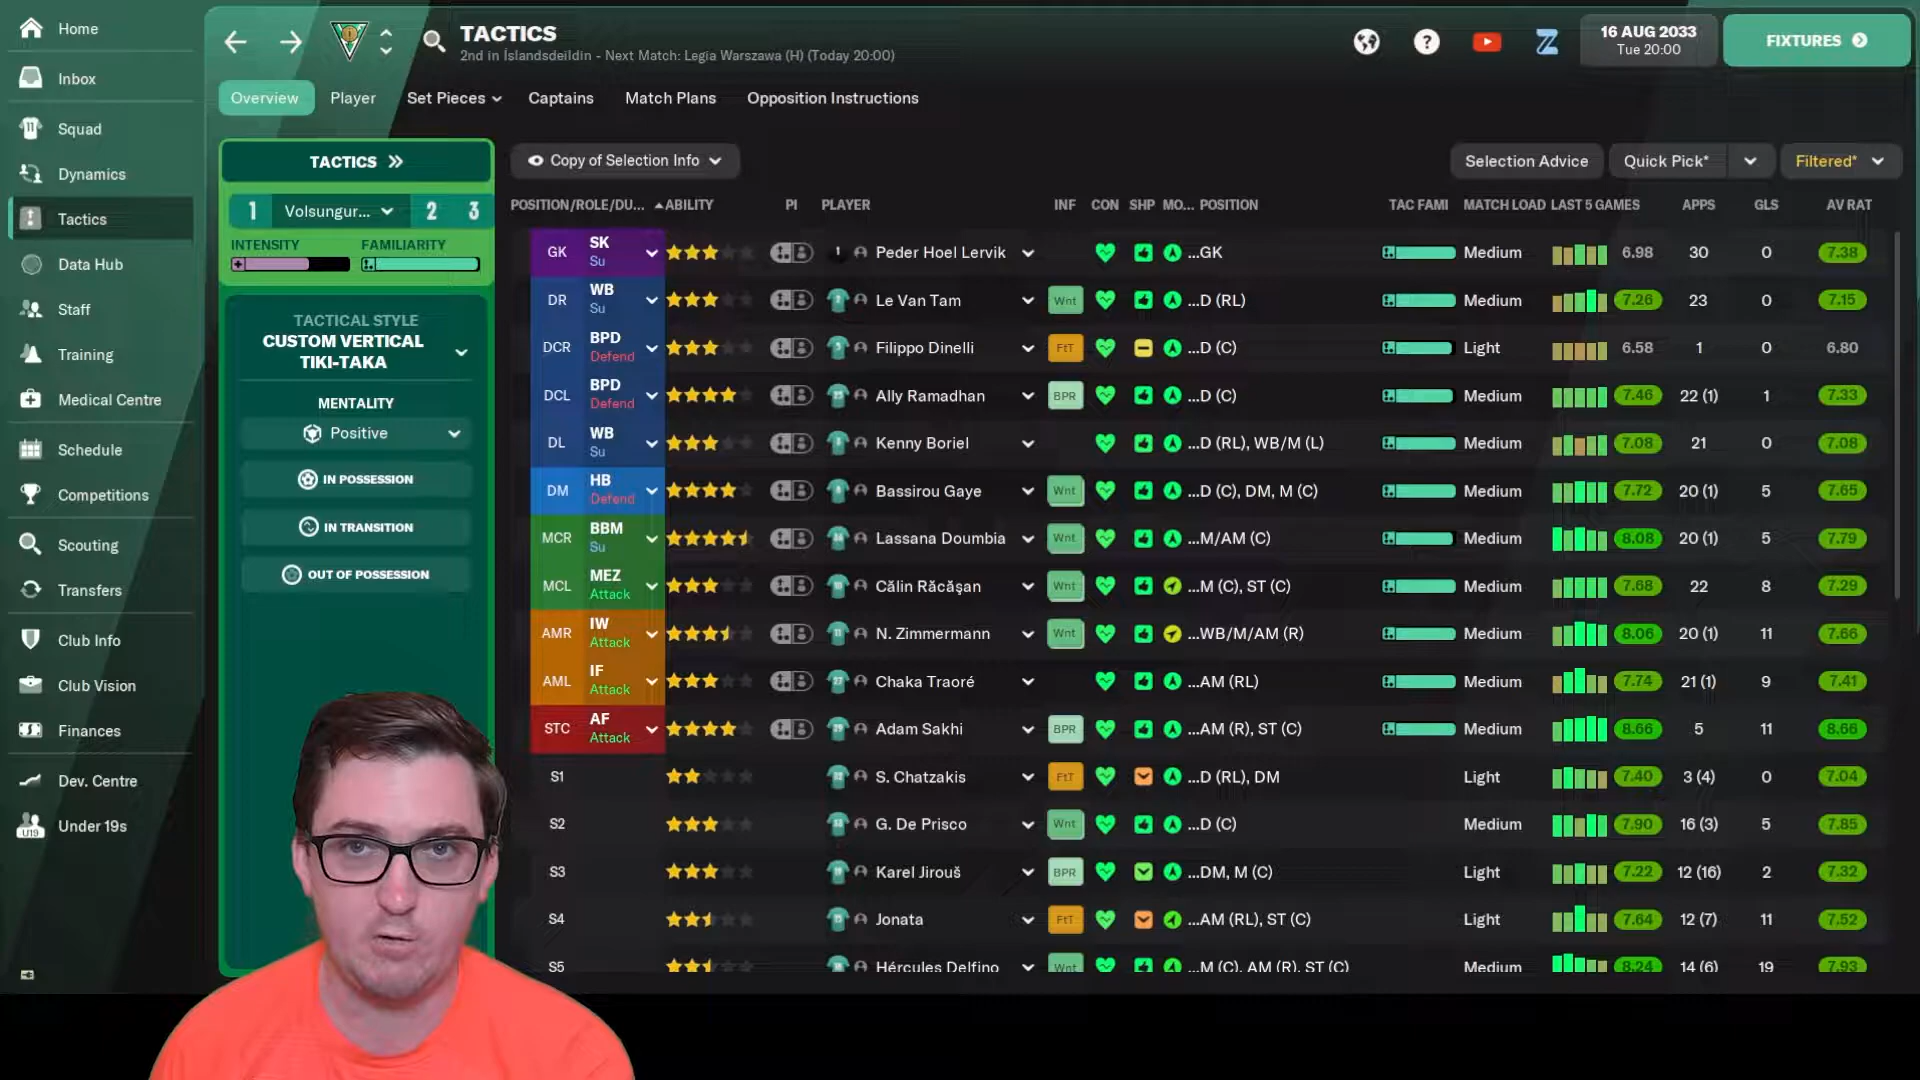 Home
Inbox
Squad
Dynamics
Tactics
Data Hub
Staff
Training
Medical Centre
Schedule
Competitions
Scouting
Transfers
Club Info
Club Vision
Finances
Dev. Centre
U19 Under 19s
TACTICS
2nd in Íslandsdeildin - Next Match: Legia Warszawa (H) (Today 20:00)
16 AUG 2033
Tue 20:00
FIXTURES
Overview Player Set Pieces Captains Match Plans Opposition Instructions
TACTICS
1 Volsungur... 2 3
INTENSITY FAMILIARITY
TACTICAL STYLE
CUSTOM VERTICAL
TIKI-TAKA
MENTALITY
Positive
IN POSSESSION
IN TRANSITION
OUT OF POSSESSION
Copy of Selection Info Selection Advice Quick Pick* Filtered*
POSITION/ROLE/DU... ABILITY PI PLAYER INF CON SHP MO... POSITION TAC FAMI MATCH LOAD LAST 5 GAMES APPS GLS AV RAT
GK SK Su Peder Hoel Lervik ...GK Medium 6.98 30 0 7.38
DR WB Su Le Van Tam Wnt ...D (RL) Medium 7.26 23 0 7.15
DCR BPD Defend Filippo Dinelli FtT ...D (C) Light 6.58 1 0 6.80
DCL BPD Defend Ally Ramadhan BPR ...D (C) Medium 7.46 22 (1) 1 7.33
DL WB Su Kenny Boriel ...D (RL), WB/M (L) Medium 7.08 21 0 7.08
DM HB Defend Bassirou Gaye Wnt ...D (C), DM, M (C) Medium 7.72 20 (1) 5 7.65
MCR BBM Su Lassana Doumbia Wnt ...M/AM (C) Medium 8.08 20 (1) 5 7.79
MCL MEZ Attack Călin Răcăşan Wnt ...M (C), ST (C) Medium 7.68 22 8 7.29
AMR IW Attack N. Zimmermann Wnt ...WB/M/AM (R) Medium 8.06 20 (1) 11 7.66
AML IF Attack Chaka Traoré ...AM (RL) Medium 7.74 21 (1) 9 7.41
STC AF Attack Adam Sakhi BPR ...AM (R), ST (C) Medium 8.66 5 11 8.66
S1 S. Chatzakis FtT ...D (RL), DM Light 7.40 3 (4) 0 7.04
S2 G. De Prisco Wnt ...D (C) Medium 7.90 16 (3) 5 7.85
S3 Karel Jirouš BPR ...DM, M (C) Light 7.22 12 (16) 2 7.32
S4 Jonata FtT ...AM (RL), ST (C) Light 7.64 12 (7) 11 7.52
S5 Hércules Delfino Wnt ...M (C), AM (R), ST (C) Medium 8.24 14 (6) 19 7.93